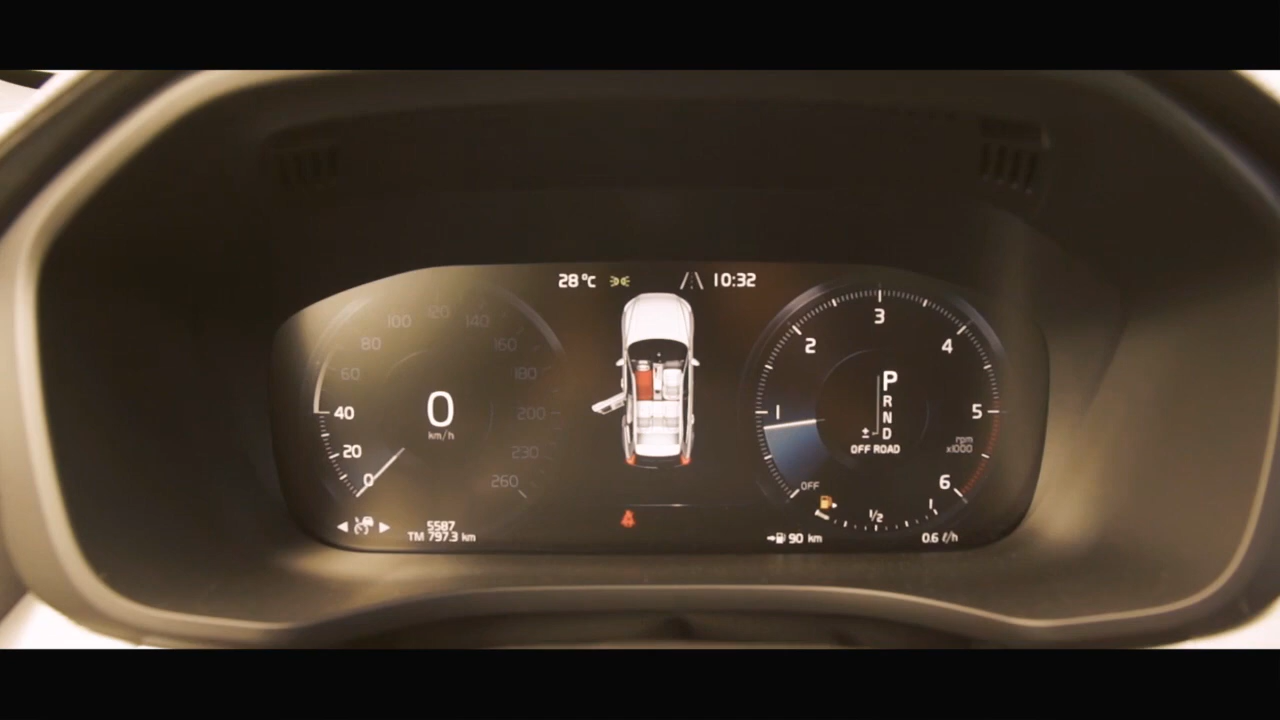 28°C 10:32
100 120 140
80 160
60 180
40 200
20 230
0 260
0
km/h
5587
TM 797.3 km
3
2 4
1 5
6
P
R
N
± D
OFF ROAD
rpm
x1000
OFF
1/2
1
90 km 0.6 ℓ/h